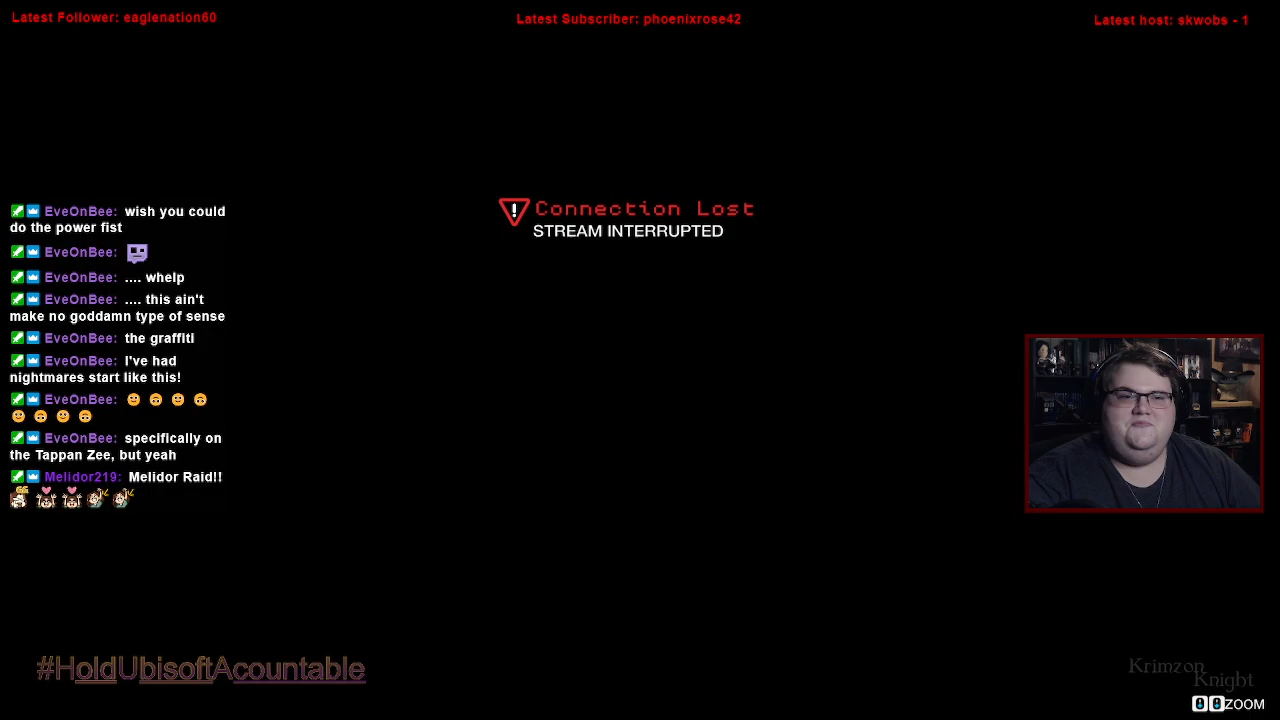 Latest Follower: eaglenation60
Latest Subscriber: phoenixrose42
Latest host: skwobs - 1
Connection Lost
STREAM INTERRUPTED
EveOnBee: wish you could
do the power fist
EveOnBee:
EveOnBee: .... whelp
EveOnBee: .... this ain't
make no goddamn type of sense
EveOnBee: the graffiti
EveOnBee: I've had
nightmares start like this!
EveOnBee: 🙂 🙃 🙂 🙃
🙂 🙃 🙂 🙃
EveOnBee: specifically on
the Tappan Zee, but yeah
Melidor219: Melidor Raid!!
#HoldUbisoftAcountable
Krimzon
Knight
ZOOM